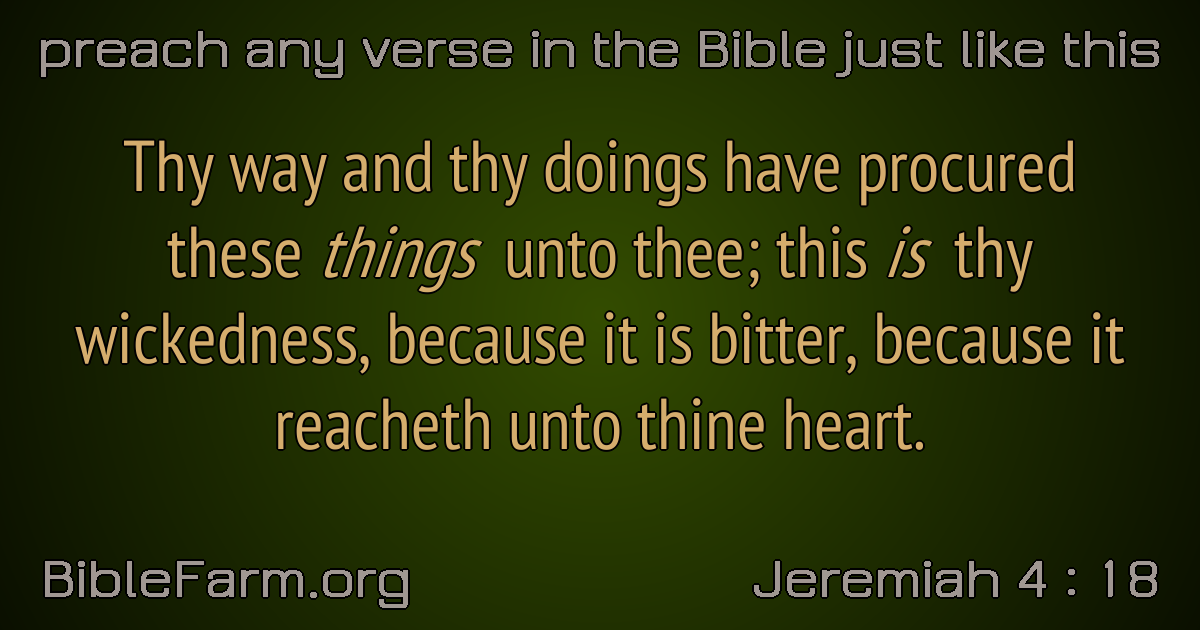 preach any verse in the Bible just like this
Thy way and thy doings have procured
these things unto thee; this is thy
wickedness, because it is bitter, because it
reacheth unto thine heart.
BibleFarm.org
Jeremiah 4 : 18